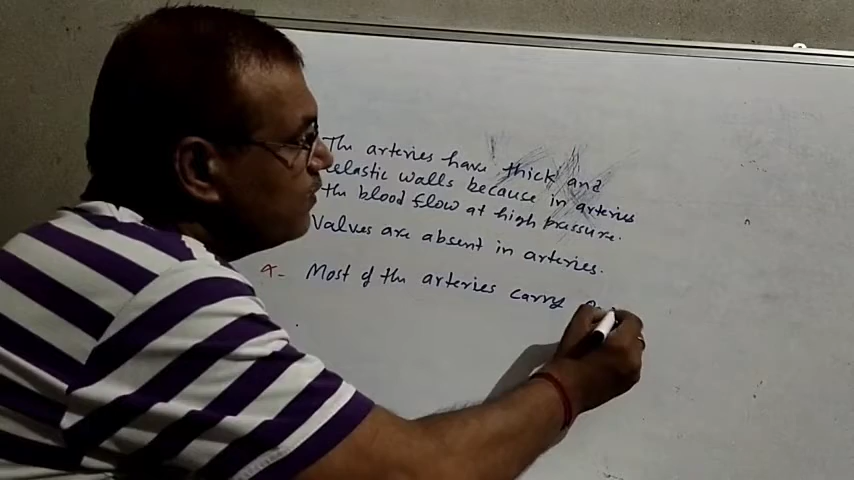 The arteries have thick and
elastic walls because in arteries
the blood flow at high pressure.
Valves are absent in arteries.
Most of the arteries carry